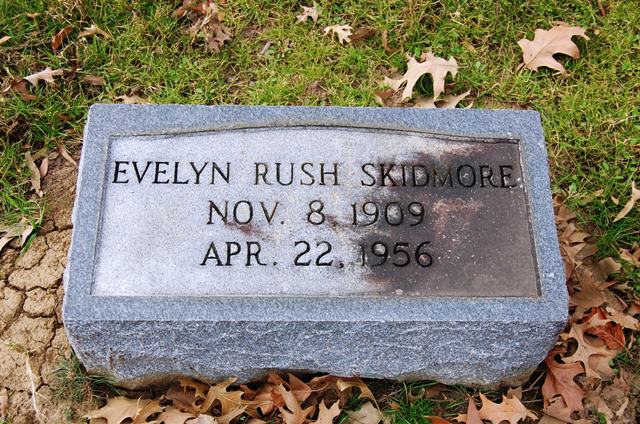 EVELYN RUSH SKIDMORE
NOV. 8 1909
APR. 22, 1956